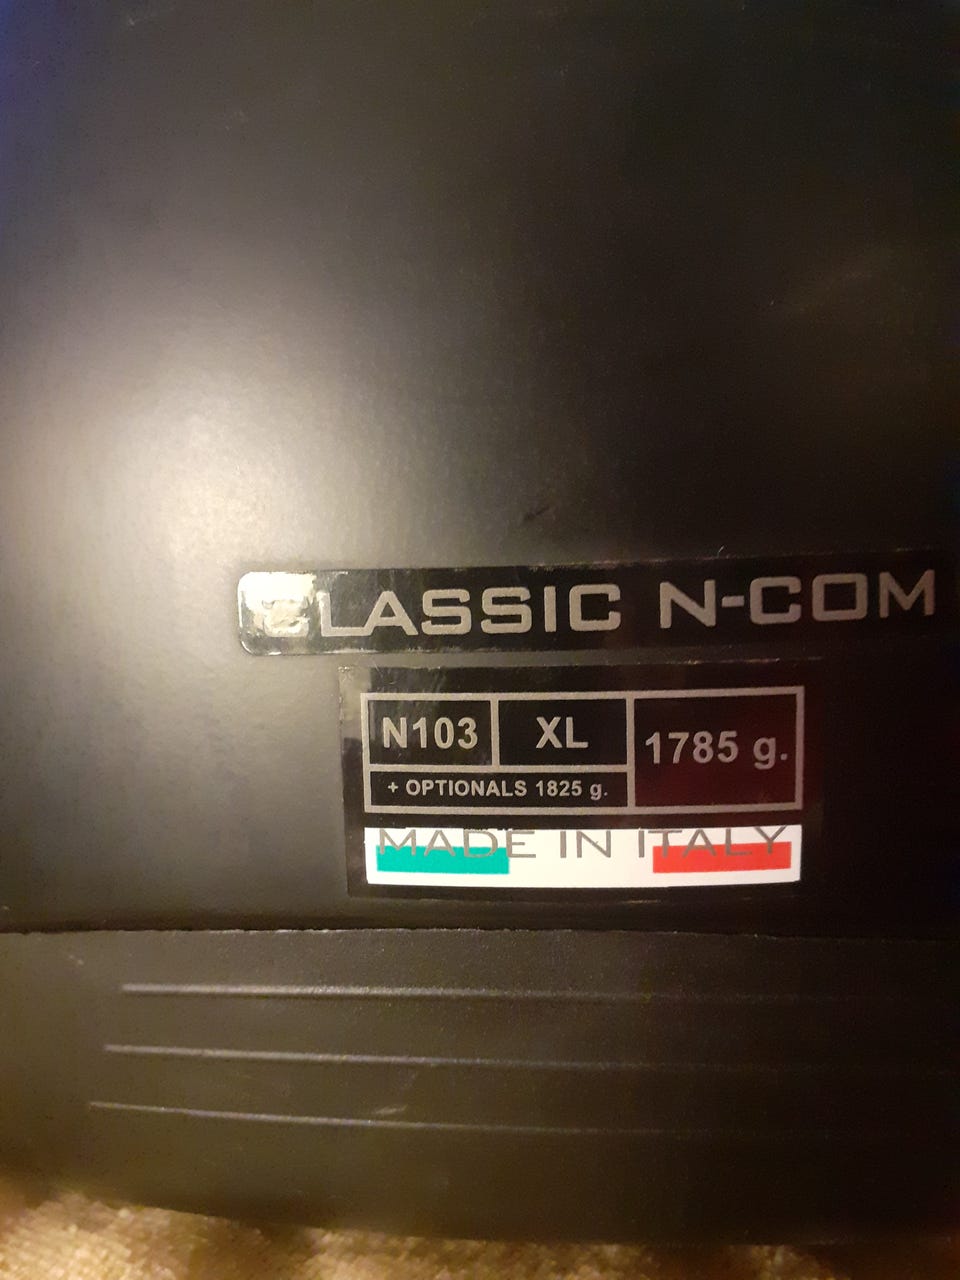 CLASSIC N-COM
N103 XL 1785 g.
+ OPTIONALS 1825 g.
MADE IN ITALY